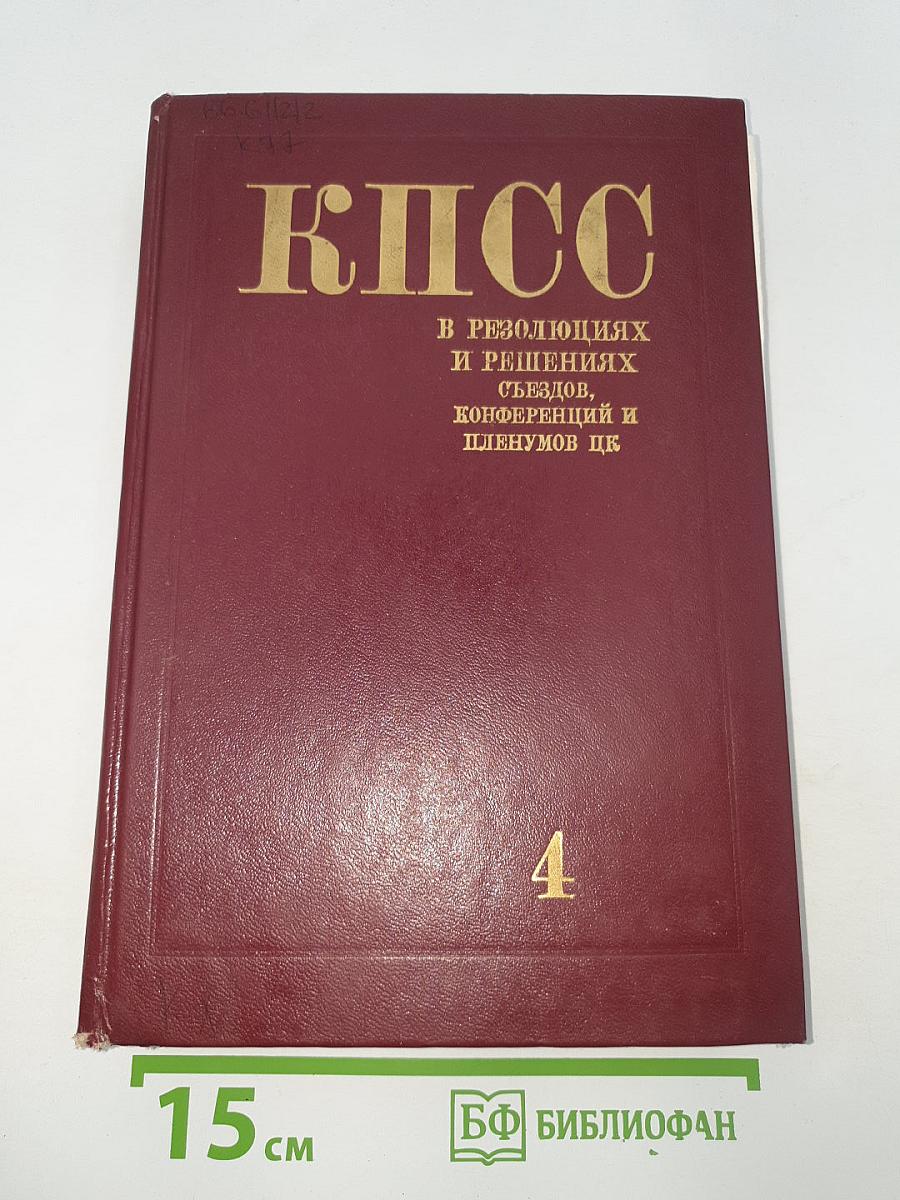 КПСС
В РЕЗОЛЮЦИЯХ
И РЕШЕНИЯХ
СЪЕЗДОВ,
КОНФЕРЕНЦИЙ И
ПЛЕНУМОВ ЦК
4
15 см
БФ БИБЛИОФАН